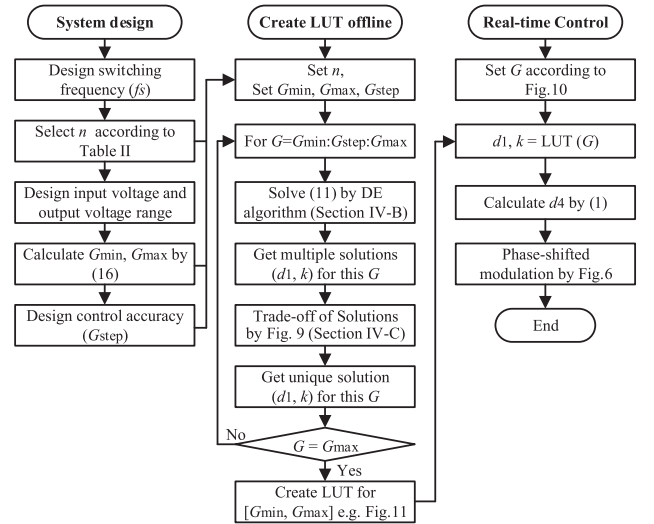 System design
Design switching
frequency (fs)
Select n according to
Table II
Design input voltage and
output voltage range
Calculate Gmin, Gmax by
(16)
Design control accuracy
(Gstep)
Create LUT offline
Set n,
Set Gmin, Gmax, Gstep
For G=Gmin:Gstep:Gmax
Solve (11) by DE
algorithm (Section IV-B)
Get multiple solutions
(d1, k) for this G
Trade-off of Solutions
by Fig. 9 (Section IV-C)
Get unique solution
(d1, k) for this G
No
G = Gmax
Yes
Create LUT for
[Gmin, Gmax] e.g. Fig.11
Real-time Control
Set G according to
Fig.10
d1, k = LUT (G)
Calculate d4 by (1)
Phase-shifted
modulation by Fig.6
End